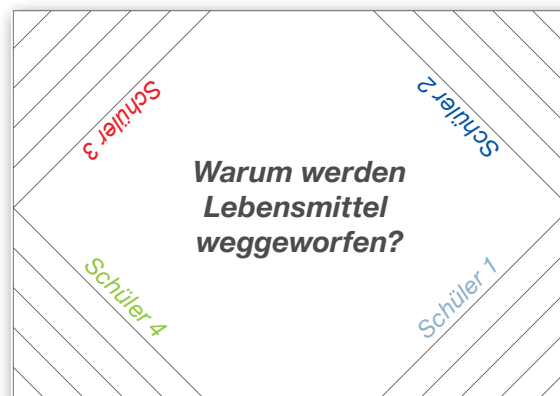 Schüler 3
Schüler 2
Warum werden
Lebensmittel
weggeworfen?
Schüler 4
Schüler 1